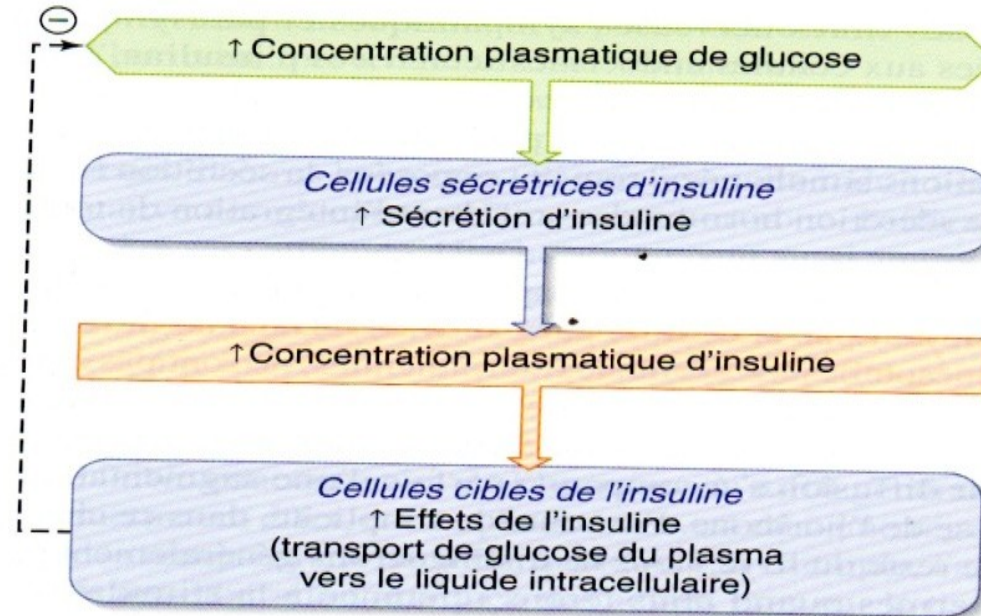 −
↑ Concentration plasmatique de glucose
Cellules sécrétrices d'insuline
↑ Sécrétion d'insuline
↑ Concentration plasmatique d'insuline
Cellules cibles de l'insuline
↑ Effets de l'insuline
(transport de glucose du plasma
vers le liquide intracellulaire)